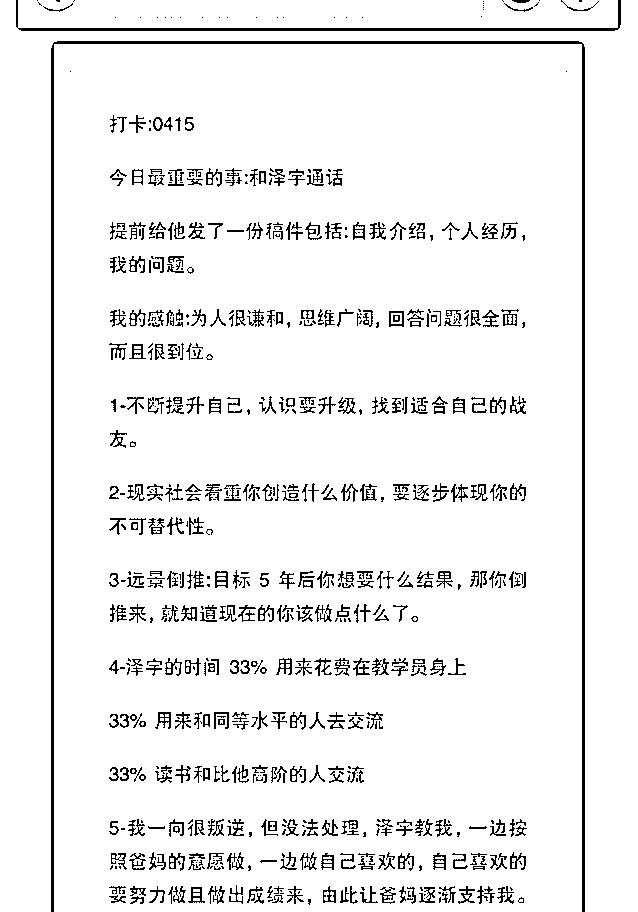 打卡:0415
今日最重要的事:和泽宇通话
提前给他发了一份稿件包括:自我介绍，个人经历，
我的问题。
我的感触:为人很谦和，思维广阔，回答问题很全面，
而且很到位。
1-不断提升自己，认识要升级，找到适合自己的战
友。
2-现实社会看重你创造什么价值，要逐步体现你的
不可替代性。
3-远景倒推:目标 5 年后你想要什么结果，那你倒
推来，就知道现在的你该做点什么了。
4-泽宇的时间 33% 用来花费在教学员身上
33% 用来和同等水平的人去交流
33% 读书和比他高阶的人交流
5-我一向很叛逆，但没法处理，泽宇教我，一边按
照爸妈的意愿做，一边做自己喜欢的，自己喜欢的
要努力做且做出成绩来，由此让爸妈逐渐支持我。